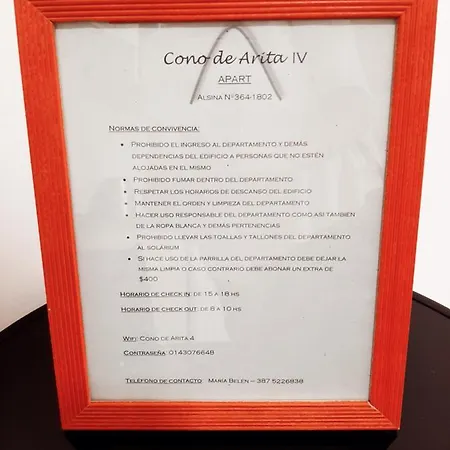 Cono de Arita IV
APART
ALSINA Nº364-1802
NORMAS DE CONVIVENCIA:
• PROHIBIDO EL INGRESO AL DEPARTAMENTO Y DEMÁS
DEPENDENCIAS DEL EDIFICIO A PERSONAS QUE NO ESTÉN
ALOJADAS EN EL MISMO
• PROHIBIDO FUMAR DENTRO DEL DEPARTAMENTO
• RESPETAR LOS HORARIOS DE DESCANSO DEL EDIFICIO
• MANTENER EL ORDEN Y LIMPIEZA DEL DEPARTAMENTO
• HACER USO RESPONSABLE DEL DEPARTAMENTO COMO ASI TAMBIEN
DE LA ROPA BLANCA Y DEMÁS PERTENENCIAS
• PROHIBIDO LLEVAR LAS TOALLAS Y TALLONES DEL DEPARTAMENTO
AL SOLÁRIUM
• SI HACE USO DE LA PARRILLA DEL DEPARTAMENTO DEBE DEJAR LA
MISMA LIMPIA O CASO CONTRARIO DEBE ABONAR UN EXTRA DE
$400
HORARIO DE CHECK IN: DE 15 A 18 HS
HORARIO DE CHECK OUT: DE 8 A 10 HS
WIFI: CONO DE ARITA 4
CONTRASEÑA: 0143076648
TELÉFONO DE CONTACTO: MARÍA BELEN – 387 5226838